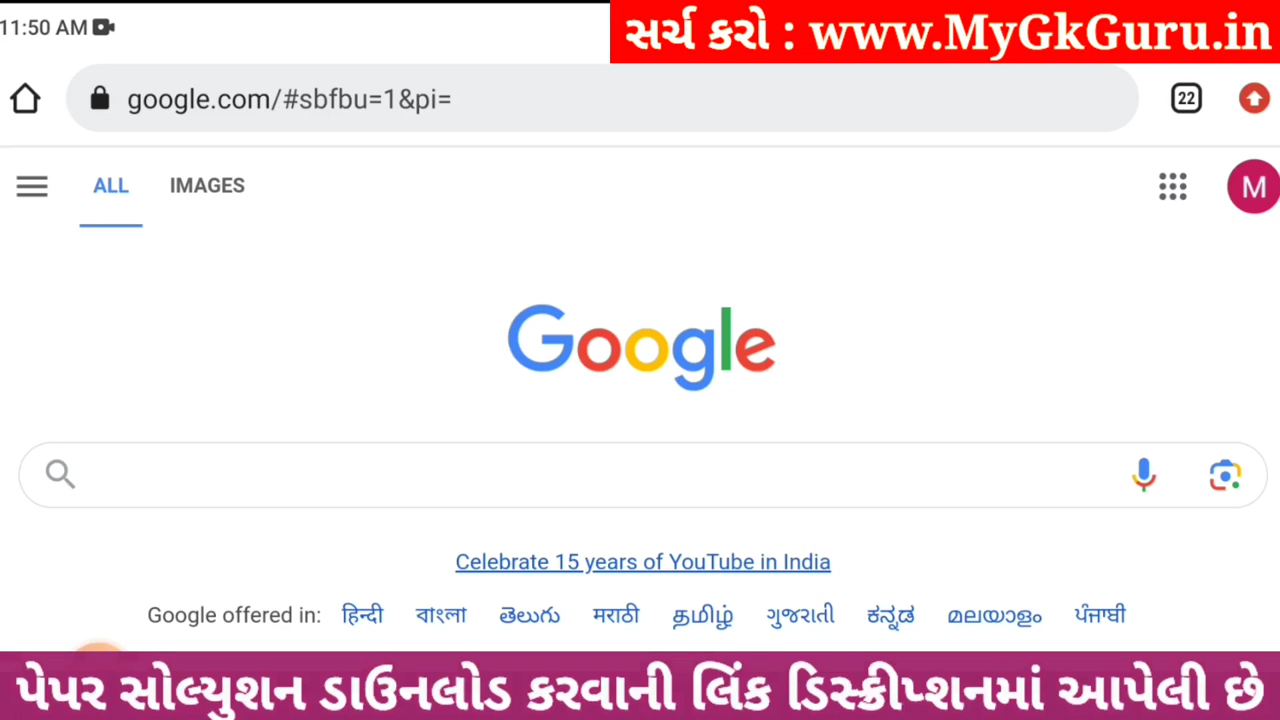 11:50 AM
સર્ચ કરો : www.MyGkGuru.in
google.com/#sbfbu=1&pi=
22
ALL IMAGES
M
Google
Celebrate 15 years of YouTube in India
Google offered in: हिन्दी বাংলা తెలుగు मराठी தமிழ் ગુજરાતી ಕನ್ನಡ മലയാളം ਪੰਜਾਬੀ
પેપર સોલ્યુશન ડાઉનલોડ કરવાની લિંક ડિસ્ક્રીપ્શનમાં આપેલી છે